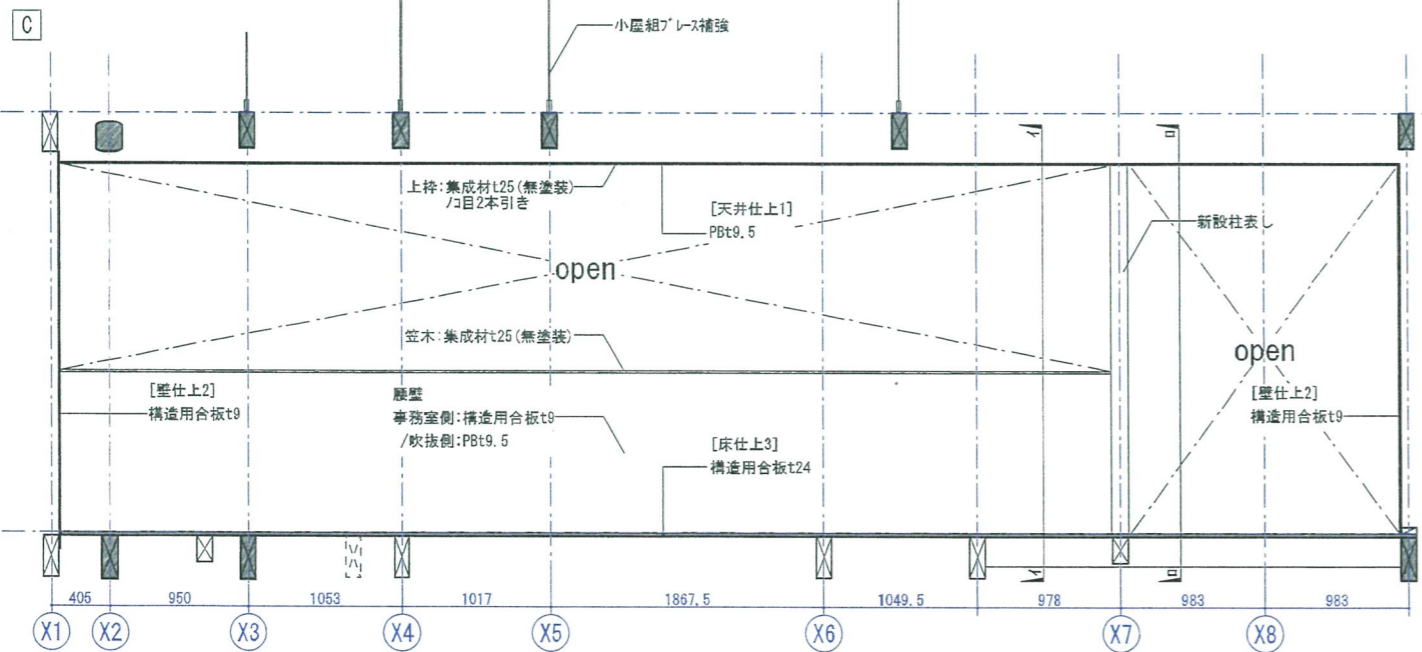 C
小屋組ブレース補強
イ
ロ
上枠:集成材t25(無塗装)
/コ目2本引き
[天井仕上1]
PBt9.5
新設柱表し
open
笠木:集成材t25(無塗装)
open
[壁仕上2]
構造用合板t9
腰壁
事務室側:構造用合板t9
/吹抜側:PBt9.5
[壁仕上2]
構造用合板t9
[床仕上3]
構造用合板t24
イ
ロ
405 950 1053 1017 1867.5 1049.5 978 983 983
X1 X2 X3 X4 X5 X6 X7 X8